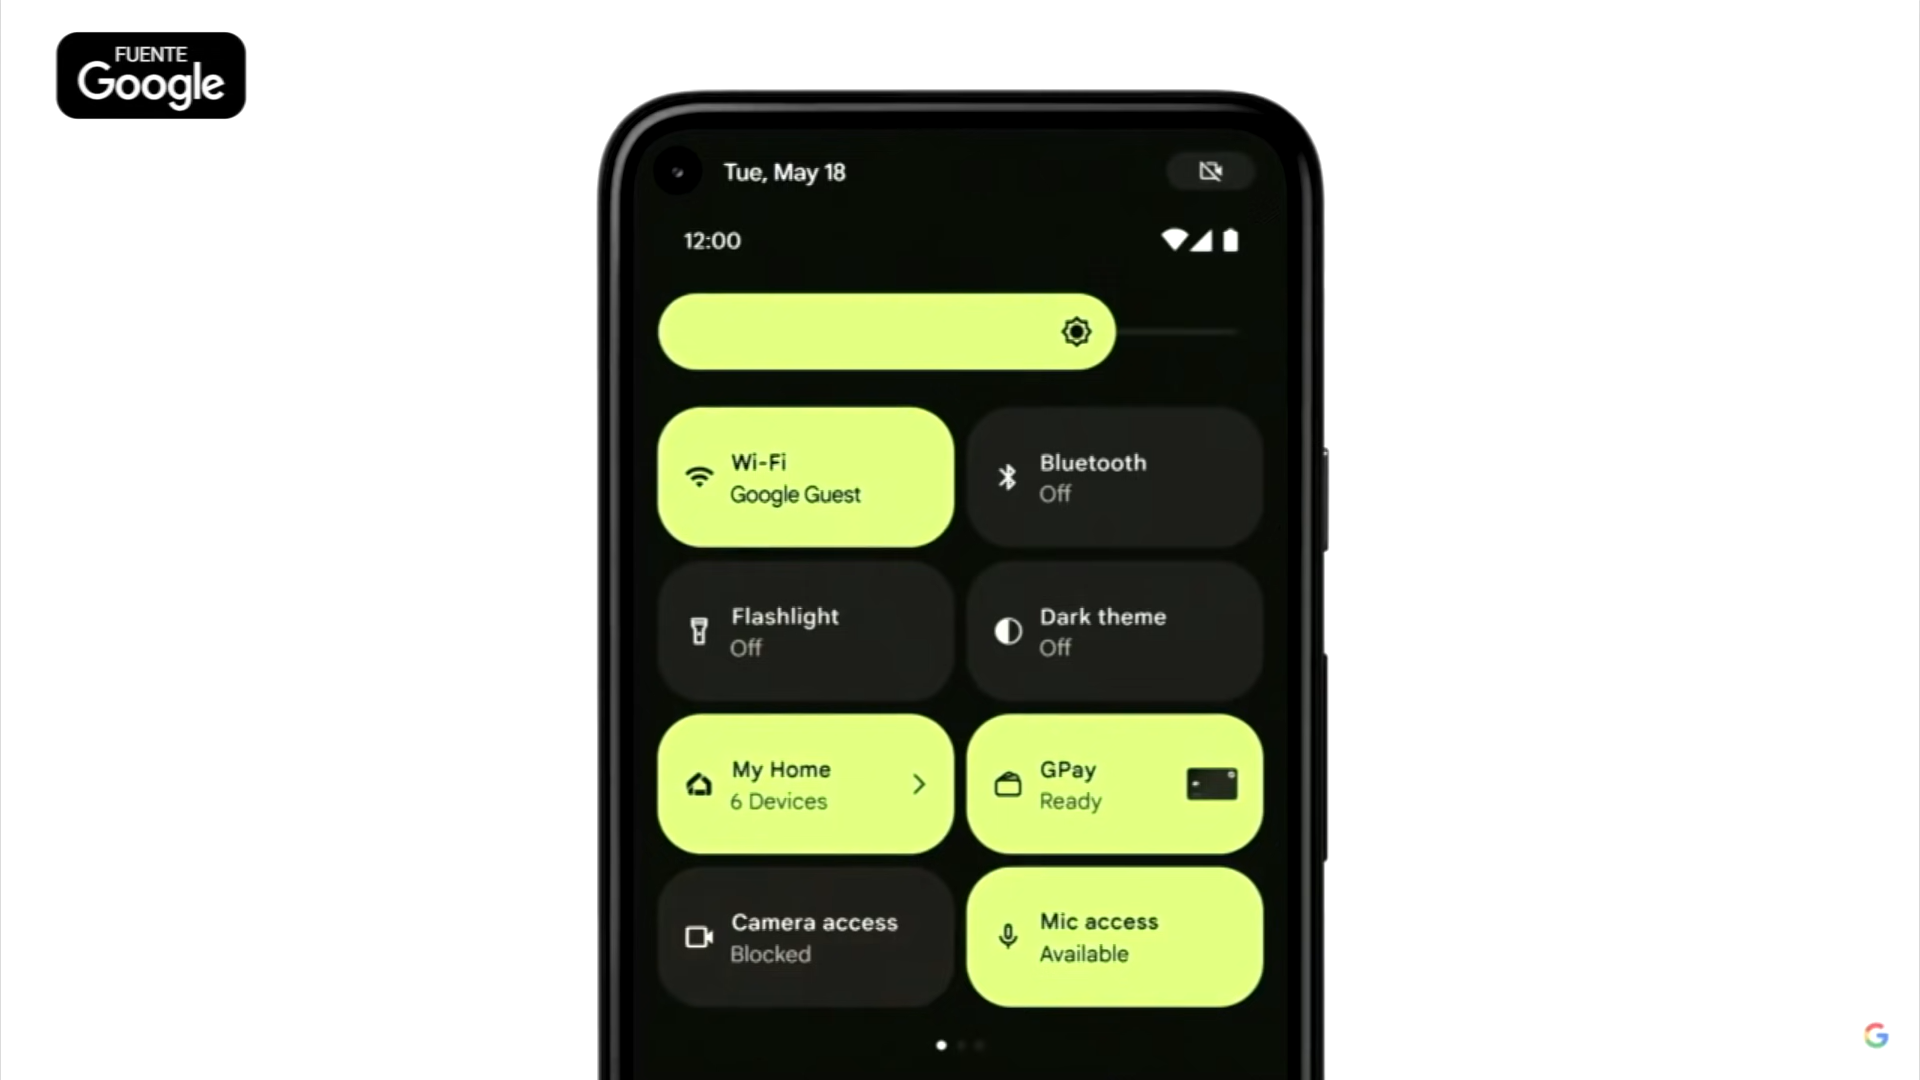 FUENTE
Google
Tue, May 18
12:00
Wi-Fi
Google Guest
Bluetooth
Off
Flashlight
Off
Dark theme
Off
My Home
6 Devices
GPay
Ready
Camera access
Blocked
Mic access
Available
G